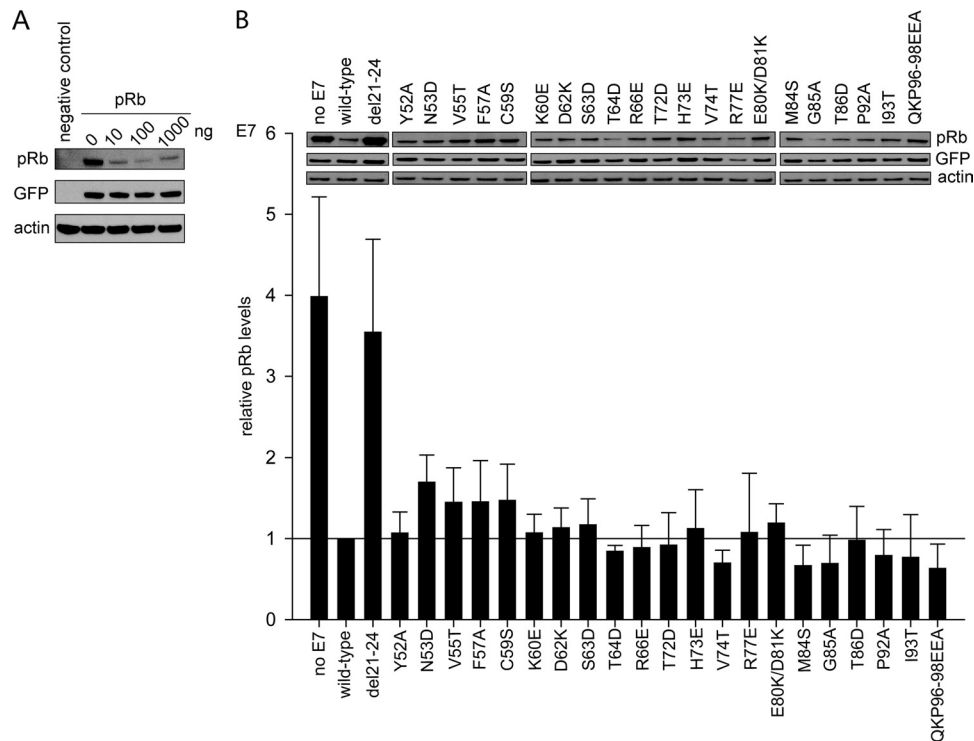 A
negative control
pRb
0 10 100 1000 ng
pRb
GFP
actin
B
E7
no E7
wild-type
del21-24
Y52A
N53D
V55T
F57A
C59S
K60E
D62K
S63D
T64D
R66E
T72D
H73E
V74T
R77E
E80K/D81K
M84S
G85A
T86D
P92A
I93T
QKP96-98EEA
pRb
GFP
actin
relative pRb levels
6
5
4
3
2
1
0
no E7
wild-type
del21-24
Y52A
N53D
V55T
F57A
C59S
K60E
D62K
S63D
T64D
R66E
T72D
H73E
V74T
R77E
E80K/D81K
M84S
G85A
T86D
P92A
I93T
QKP96-98EEA